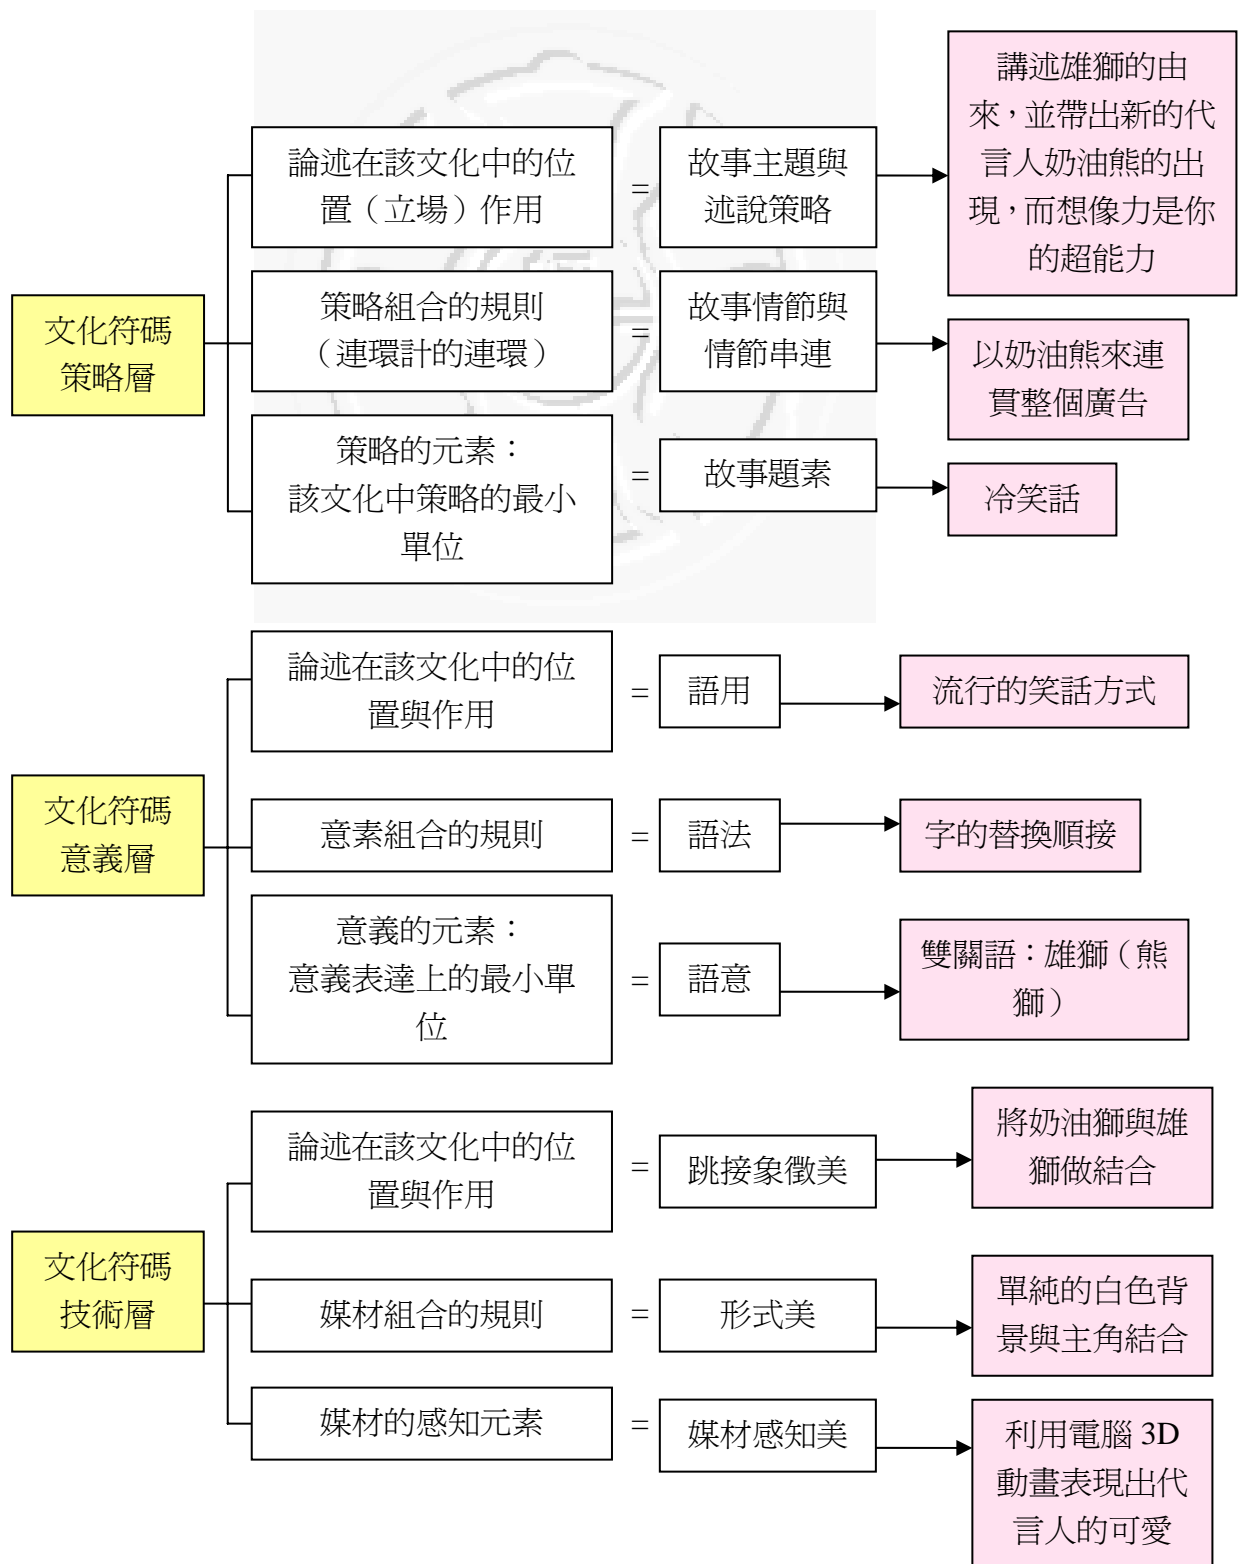 文化符碼
策略層
論述在該文化中的位
置（立場）作用
=
故事主題與
述說策略
講述雄獅的由
來，並帶出新的代
言人奶油熊的出
現，而想像力是你
的超能力
策略組合的規則
（連環計的連環）
=
故事情節與
情節串連
以奶油熊來連
貫整個廣告
策略的元素：
該文化中策略的最小
單位
=
故事題素
冷笑話
文化符碼
意義層
論述在該文化中的位
置與作用
=
語用
流行的笑話方式
意素組合的規則
=
語法
字的替換順接
意義的元素：
意義表達上的最小單
位
=
語意
雙關語：雄獅（熊
獅）
文化符碼
技術層
論述在該文化中的位
置與作用
=
跳接象徵美
將奶油獅與雄
獅做結合
媒材組合的規則
=
形式美
單純的白色背
景與主角結合
媒材的感知元素
=
媒材感知美
利用電腦 3D
動畫表現出代
言人的可愛